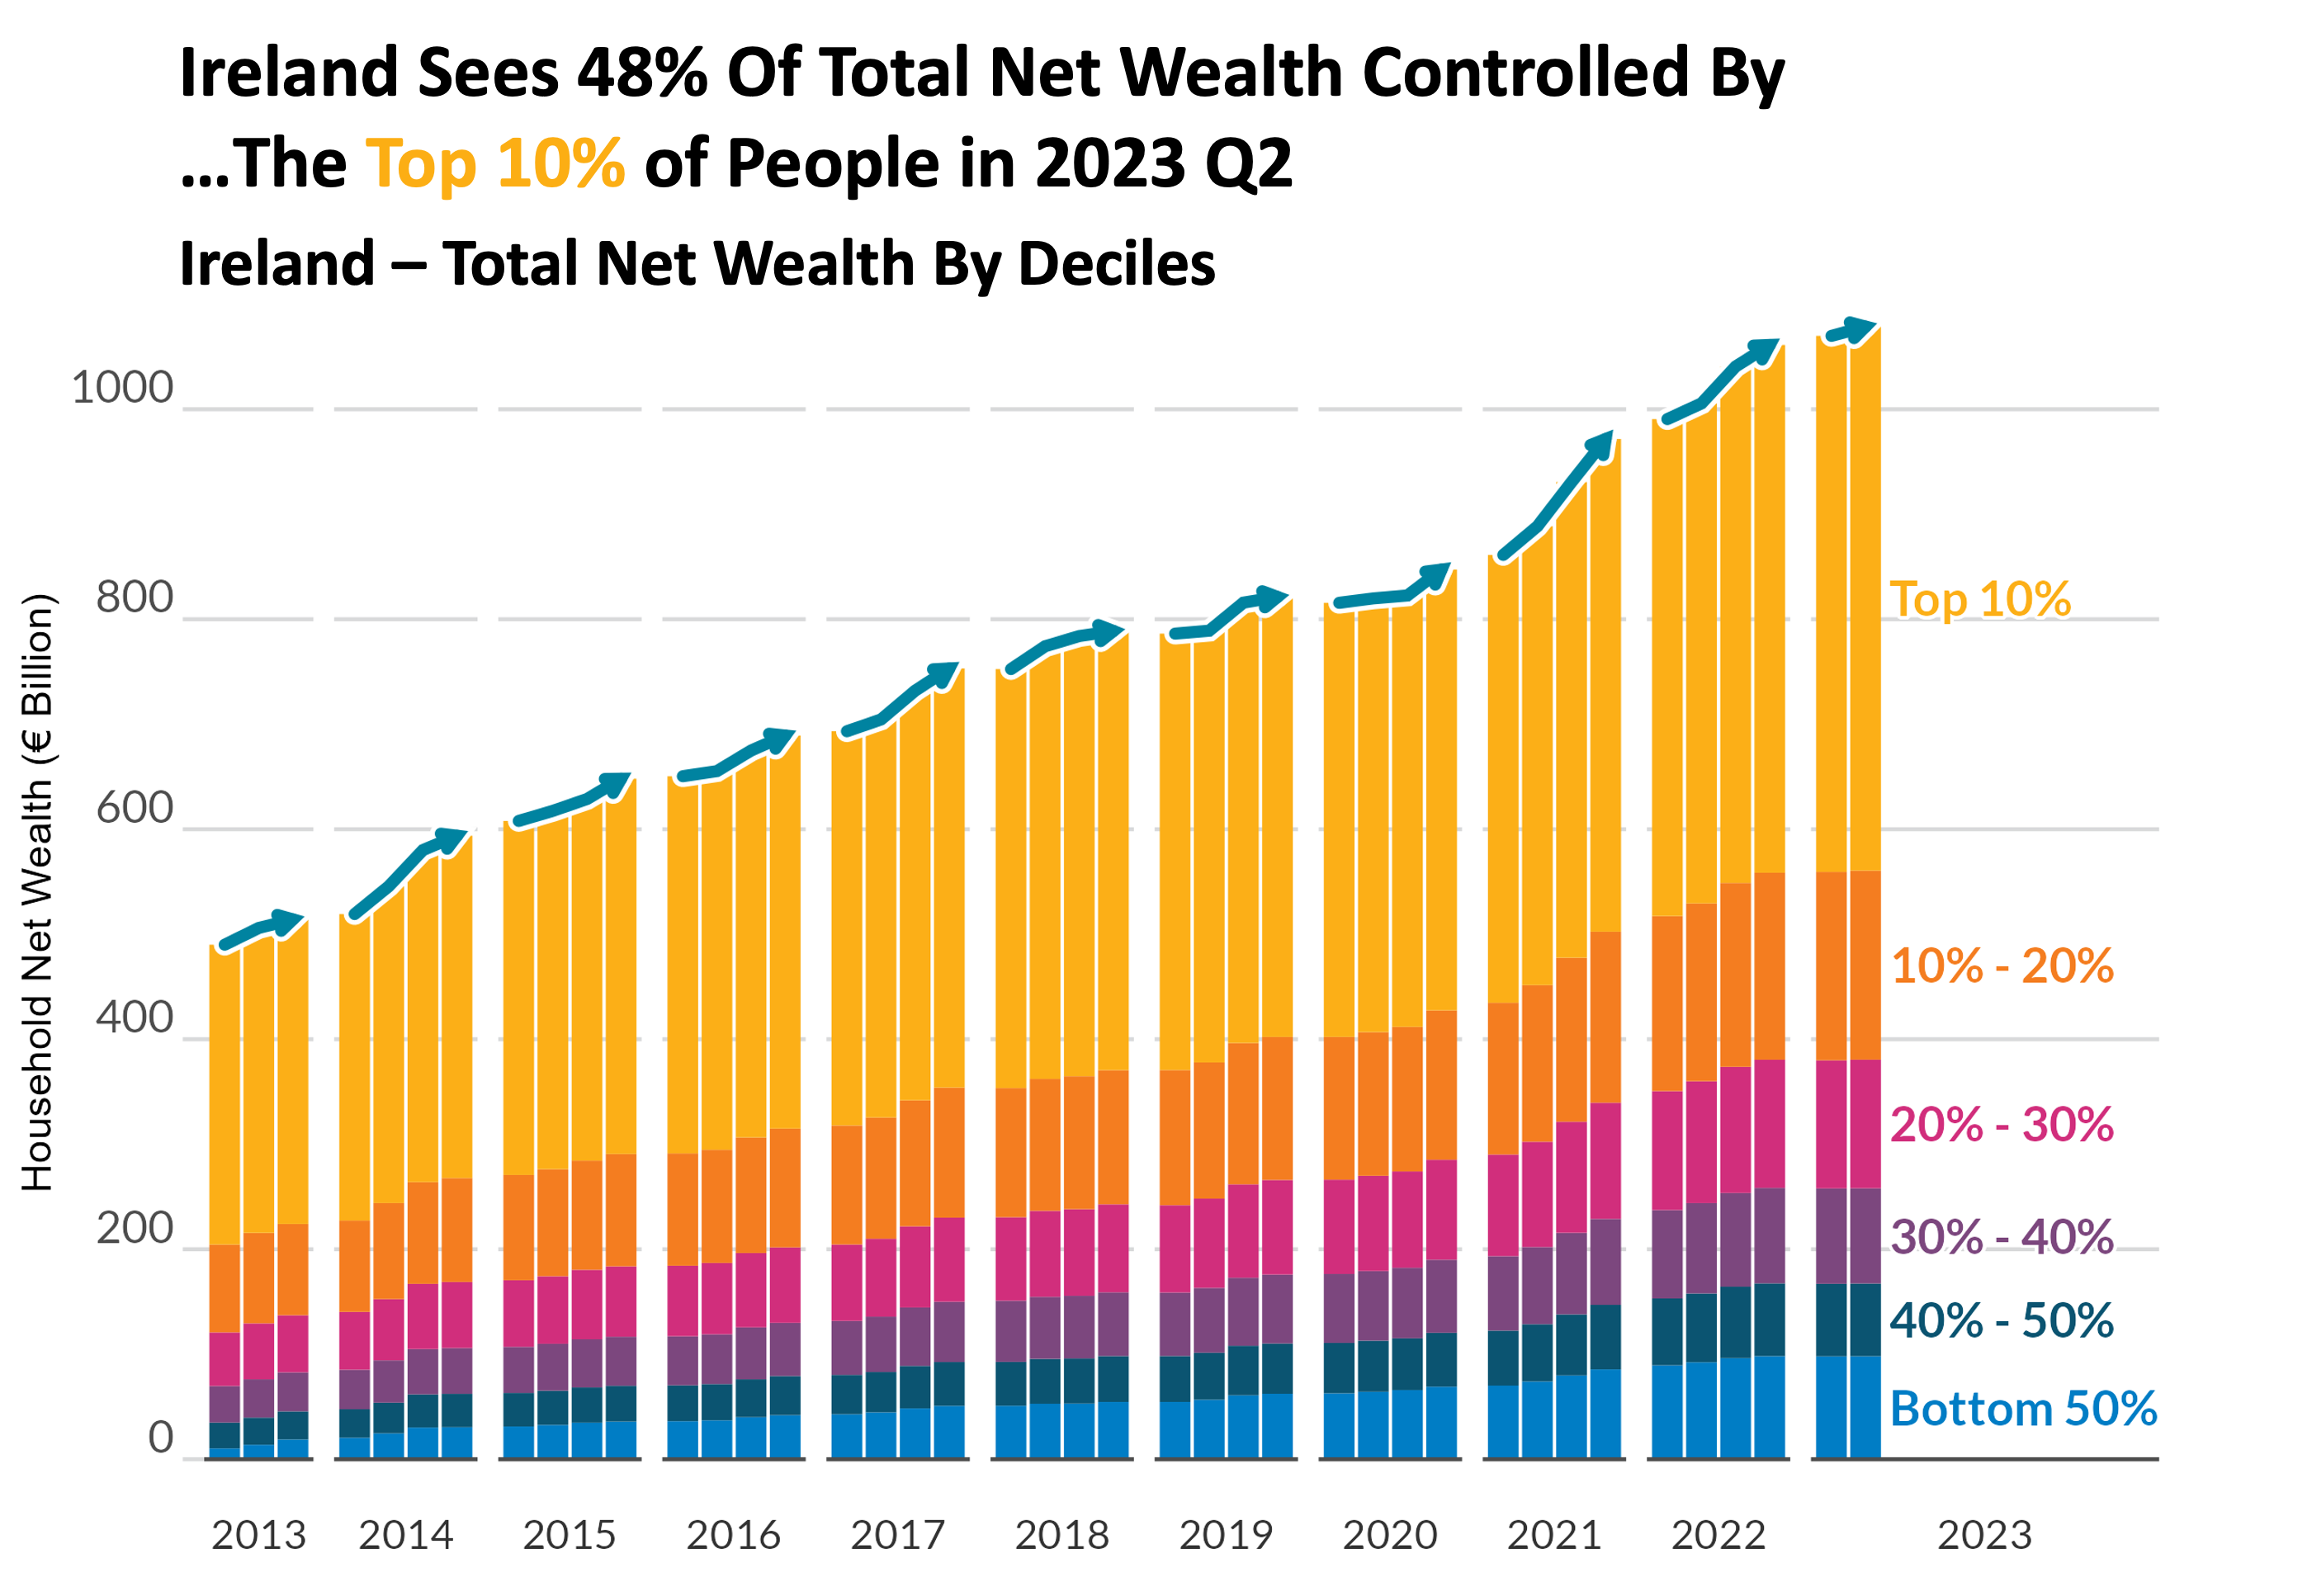 Ireland Sees 48% Of Total Net Wealth Controlled By
...The Top 10% of People in 2023 Q2
Ireland – Total Net Wealth By Deciles
Household Net Wealth (€ Billion)
1000
800
600
400
200
0
Top 10%
10% - 20%
20% - 30%
30% - 40%
40% - 50%
Bottom 50%
2013 2014 2015 2016 2017 2018 2019 2020 2021 2022 2023